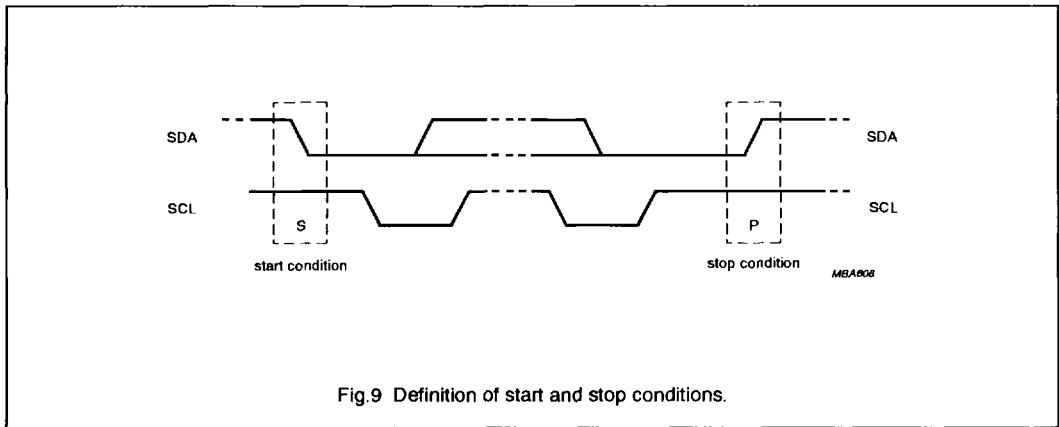 SDA
SDA
SCL
SCL
S
P
start condition
stop condition
MBA608
Fig.9 Definition of start and stop conditions.